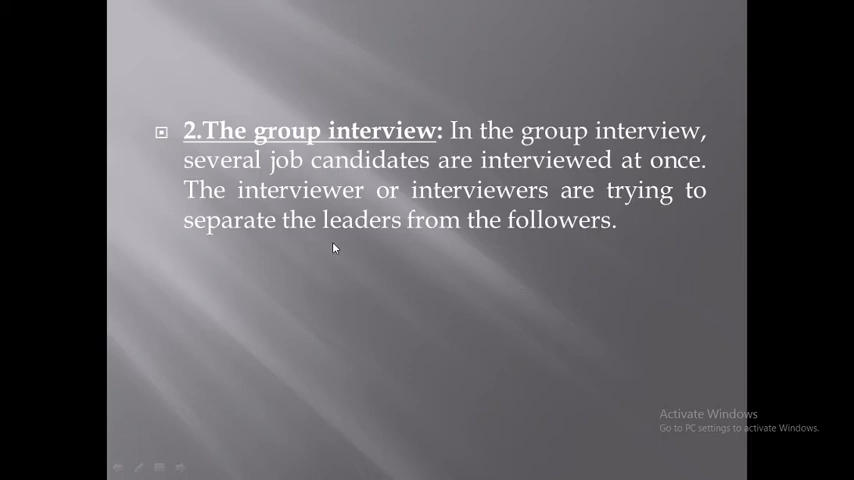 2.The group interview: In the group interview,
several job candidates are interviewed at once.
The interviewer or interviewers are trying to
separate the leaders from the followers.
Activate Windows
Go to PC settings to activate Windows.